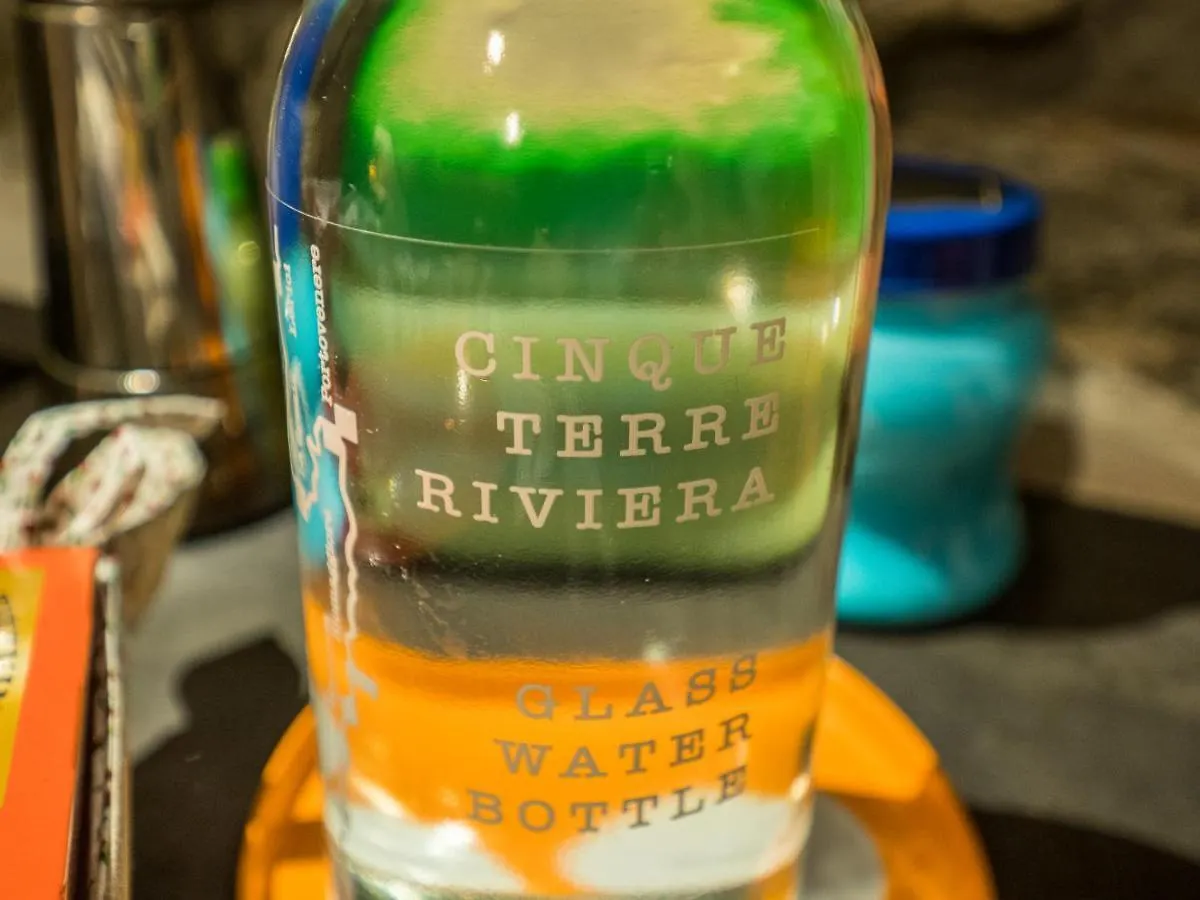 CINQUE
TERRE
RIVIERA
GLASS
WATER
BOTTLE
Portovenere